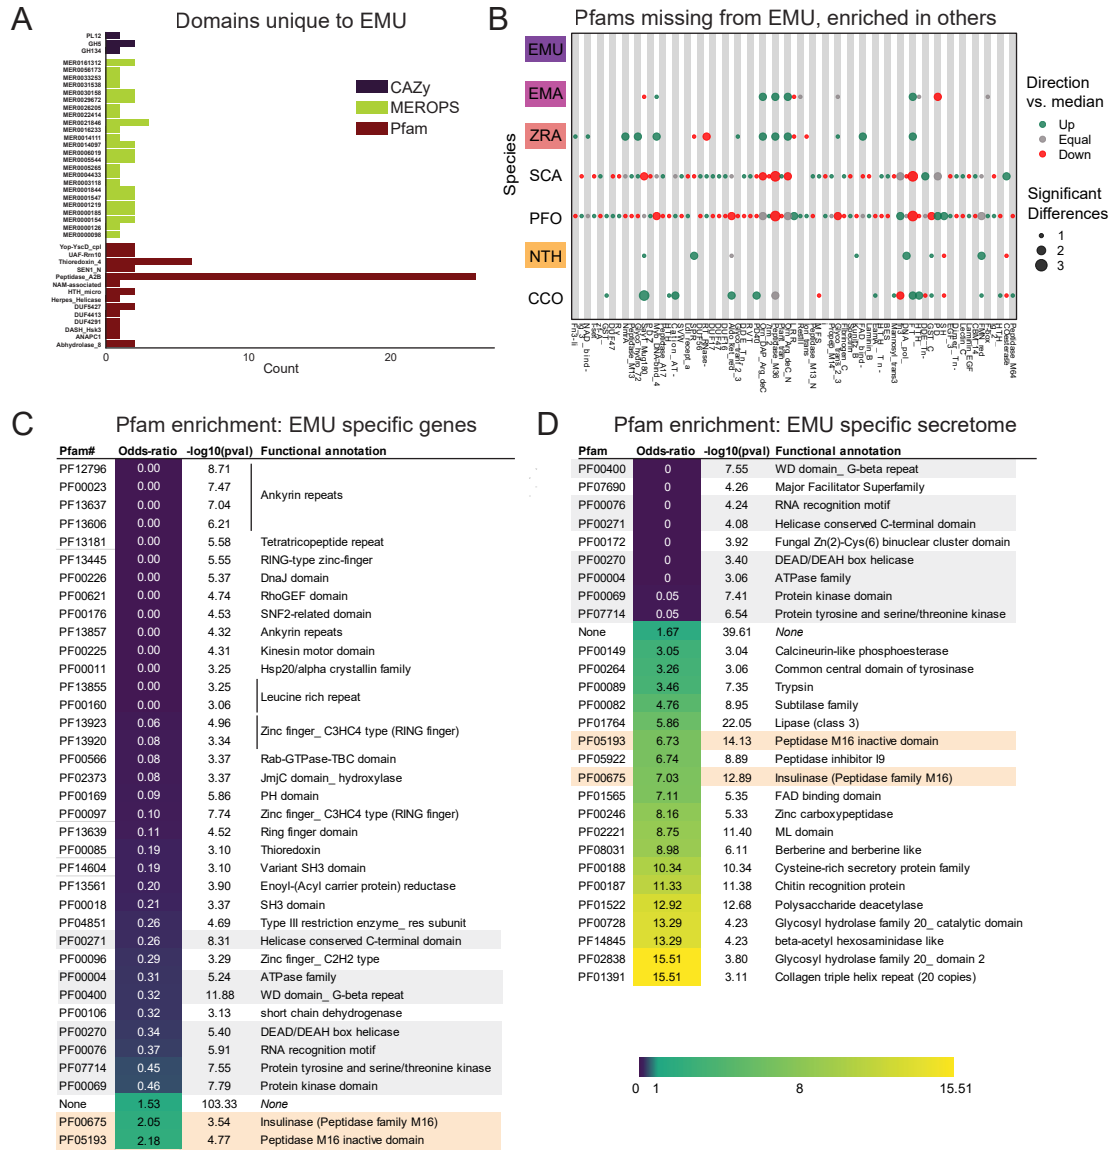 A
Domains unique to EMU
PL12
GH5
GH134
MER0161312
MER0056173
MER0033253
MER0031538
MER0030158
MER0029672
MER0026205
MER0022414
MER0021846
MER0016233
MER0014111
MER0014097
MER0006019
MER0005544
MER0005265
MER0004433
MER0003118
MER0001844
MER0001547
MER0001219
MER0000185
MER0000154
MER0000126
MER0000098
Yop-YscD_cpl
UAF-Rrn10
Thioredoxin_4
SEN1_N
Peptidase_A2B
NAM-associated
HTH_micro
Herpes_Helicase
DUF5427
DUF4413
DUF4291
DASH_Hsk3
ANAPC1
Abhydrolase_8
CAZy
MEROPS
Pfam
0
10
20
Count
B
Pfams missing from EMU, enriched in others
Species
EMU
EMA
ZRA
SCA
PFO
NTH
CCO
Direction
vs. median
Up
Equal
Down
Significant
Differences
1
2
3
C
Pfam enrichment: EMU specific genes
Pfam# Odds-ratio -log10(pval) Functional annotation
PF12796 0.00 8.71
PF00023 0.00 7.47
Ankyrin repeats
PF13637 0.00 7.04
PF13606 0.00 6.21
PF13181 0.00 5.58 Tetratricopeptide repeat
PF13445 0.00 5.55 RING-type zinc-finger
PF00226 0.00 5.37 DnaJ domain
PF00621 0.00 4.74 RhoGEF domain
PF00176 0.00 4.53 SNF2-related domain
PF13857 0.00 4.32 Ankyrin repeats
PF00225 0.00 4.31 Kinesin motor domain
PF00011 0.00 3.25 Hsp20/alpha crystallin family
PF13855 0.00 3.25
Leucine rich repeat
PF00160 0.00 3.06
PF13923 0.06 4.96
Zinc finger_ C3HC4 type (RING finger)
PF13920 0.08 3.34
PF00566 0.08 3.37 Rab-GTPase-TBC domain
PF02373 0.08 3.37 JmjC domain_ hydroxylase
PF00169 0.09 5.86 PH domain
PF00097 0.10 7.74 Zinc finger_ C3HC4 type (RING finger)
PF13639 0.11 4.52 Ring finger domain
PF00085 0.19 3.10 Thioredoxin
PF14604 0.19 3.10 Variant SH3 domain
PF13561 0.20 3.90 Enoyl-(Acyl carrier protein) reductase
PF00018 0.21 3.37 SH3 domain
PF04851 0.26 4.69 Type III restriction enzyme_ res subunit
PF00271 0.26 8.31 Helicase conserved C-terminal domain
PF00096 0.29 3.29 Zinc finger_ C2H2 type
PF00004 0.31 5.24 ATPase family
PF00400 0.32 11.88 WD domain_ G-beta repeat
PF00106 0.32 3.13 short chain dehydrogenase
PF00270 0.34 5.40 DEAD/DEAH box helicase
PF00076 0.37 5.91 RNA recognition motif
PF07714 0.45 7.55 Protein tyrosine and serine/threonine kinase
PF00069 0.46 7.79 Protein kinase domain
None 1.53 103.33 None
PF00675 2.05 3.54 Insulinase (Peptidase family M16)
PF05193 2.18 4.77 Peptidase M16 inactive domain
D
Pfam enrichment: EMU specific secretome
Pfam Odds-ratio -log10(pval) Functional annotation
PF00400 0 7.55 WD domain_ G-beta repeat
PF07690 0 4.26 Major Facilitator Superfamily
PF00076 0 4.24 RNA recognition motif
PF00271 0 4.08 Helicase conserved C-terminal domain
PF00172 0 3.92 Fungal Zn(2)-Cys(6) binuclear cluster domain
PF00270 0 3.40 DEAD/DEAH box helicase
PF00004 0 3.06 ATPase family
PF00069 0.05 7.41 Protein kinase domain
PF07714 0.05 6.54 Protein tyrosine and serine/threonine kinase
None 1.67 39.61 None
PF00149 3.05 3.04 Calcineurin-like phosphoesterase
PF00264 3.26 3.06 Common central domain of tyrosinase
PF00089 3.46 7.35 Trypsin
PF00082 4.76 8.95 Subtilase family
PF01764 5.86 22.05 Lipase (class 3)
PF05193 6.73 14.13 Peptidase M16 inactive domain
PF05922 6.74 8.89 Peptidase inhibitor I9
PF00675 7.03 12.89 Insulinase (Peptidase family M16)
PF01565 7.11 5.35 FAD binding domain
PF00246 8.16 5.33 Zinc carboxypeptidase
PF02221 8.75 11.40 ML domain
PF08031 8.98 6.11 Berberine and berberine like
PF00188 10.34 10.34 Cysteine-rich secretory protein family
PF00187 11.33 11.38 Chitin recognition protein
PF01522 12.92 12.68 Polysaccharide deacetylase
PF00728 13.29 4.23 Glycosyl hydrolase family 20_ catalytic domain
PF14845 13.29 4.23 beta-acetyl hexosaminidase like
PF02838 15.51 3.80 Glycosyl hydrolase family 20_ domain 2
PF01391 15.51 3.11 Collagen triple helix repeat (20 copies)
0 1 8 15.51